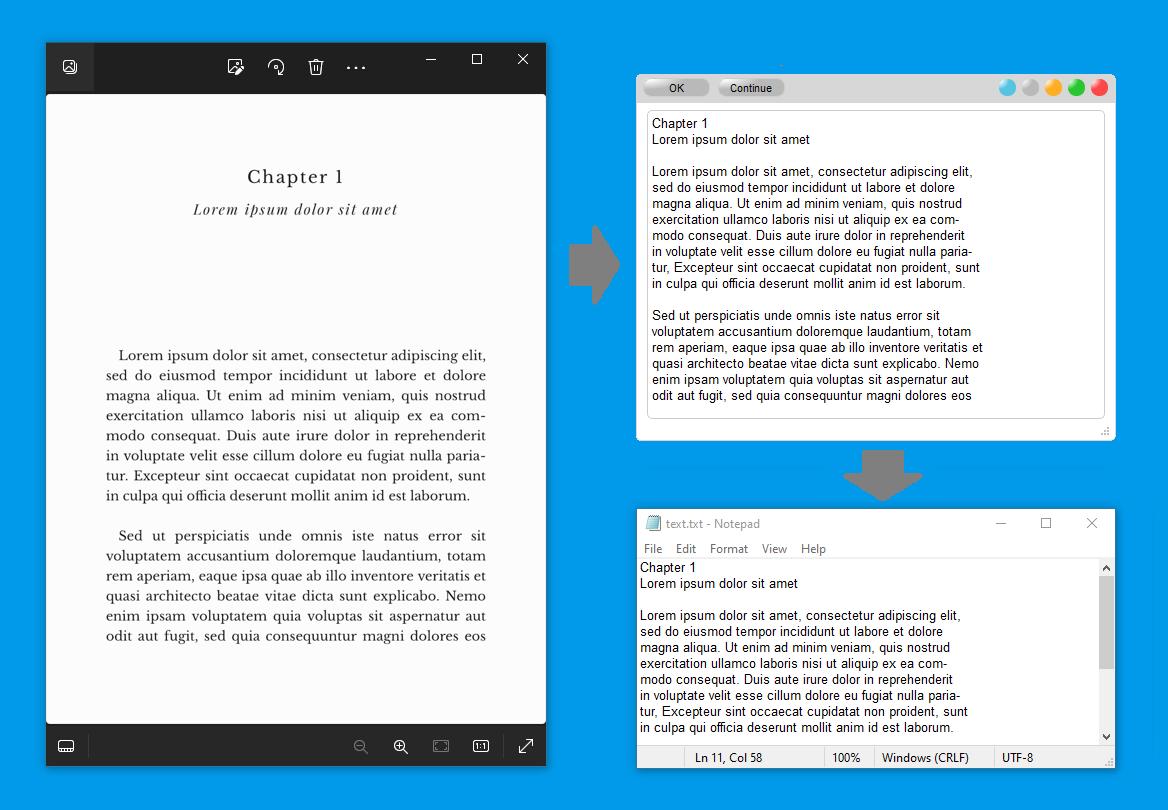 Chapter 1
Lorem ipsum dolor sit amet
Lorem ipsum dolor sit amet, consectetur adipiscing elit,
sed do eiusmod tempor incididunt ut labore et dolore
magna aliqua. Ut enim ad minim veniam, quis nostrud
exercitation ullamco laboris nisi ut aliquip ex ea com-
modo consequat. Duis aute irure dolor in reprehenderit
in voluptate velit esse cillum dolore eu fugiat nulla paria-
tur. Excepteur sint occaecat cupidatat non proident, sunt
in culpa qui officia deserunt mollit anim id est laborum.
Sed ut perspiciatis unde omnis iste natus error sit
voluptatem accusantium doloremque laudantium, totam
rem aperiam, eaque ipsa quae ab illo inventore veritatis et
quasi architecto beatae vitae dicta sunt explicabo. Nemo
enim ipsam voluptatem quia voluptas sit aspernatur aut
odit aut fugit, sed quia consequuntur magni dolores eos
1:1
OK Continue
Chapter 1
Lorem ipsum dolor sit amet
Lorem ipsum dolor sit amet, consectetur adipiscing elit,
sed do eiusmod tempor incididunt ut labore et dolore
magna aliqua. Ut enim ad minim veniam, quis nostrud
exercitation ullamco laboris nisi ut aliquip ex ea com-
modo consequat. Duis aute irure dolor in reprehenderit
in voluptate velit esse cillum dolore eu fugiat nulla paria-
tur, Excepteur sint occaecat cupidatat non proident, sunt
in culpa qui officia deserunt mollit anim id est laborum.
Sed ut perspiciatis unde omnis iste natus error sit
voluptatem accusantium doloremque laudantium, totam
rem aperiam, eaque ipsa quae ab illo inventore veritatis et
quasi architecto beatae vitae dicta sunt explicabo. Nemo
enim ipsam voluptatem quia voluptas sit aspernatur aut
odit aut fugit, sed quia consequuntur magni dolores eos
text.txt - Notepad
File Edit Format View Help
Chapter 1
Lorem ipsum dolor sit amet
Lorem ipsum dolor sit amet, consectetur adipiscing elit,
sed do eiusmod tempor incididunt ut labore et dolore
magna aliqua. Ut enim ad minim veniam, quis nostrud
exercitation ullamco laboris nisi ut aliquip ex ea com-
modo consequat. Duis aute irure dolor in reprehenderit
in voluptate velit esse cillum dolore eu fugiat nulla paria-
tur, Excepteur sint occaecat cupidatat non proident, sunt
in culpa qui officia deserunt mollit anim id est laborum.
Ln 11, Col 58 100% Windows (CRLF) UTF-8